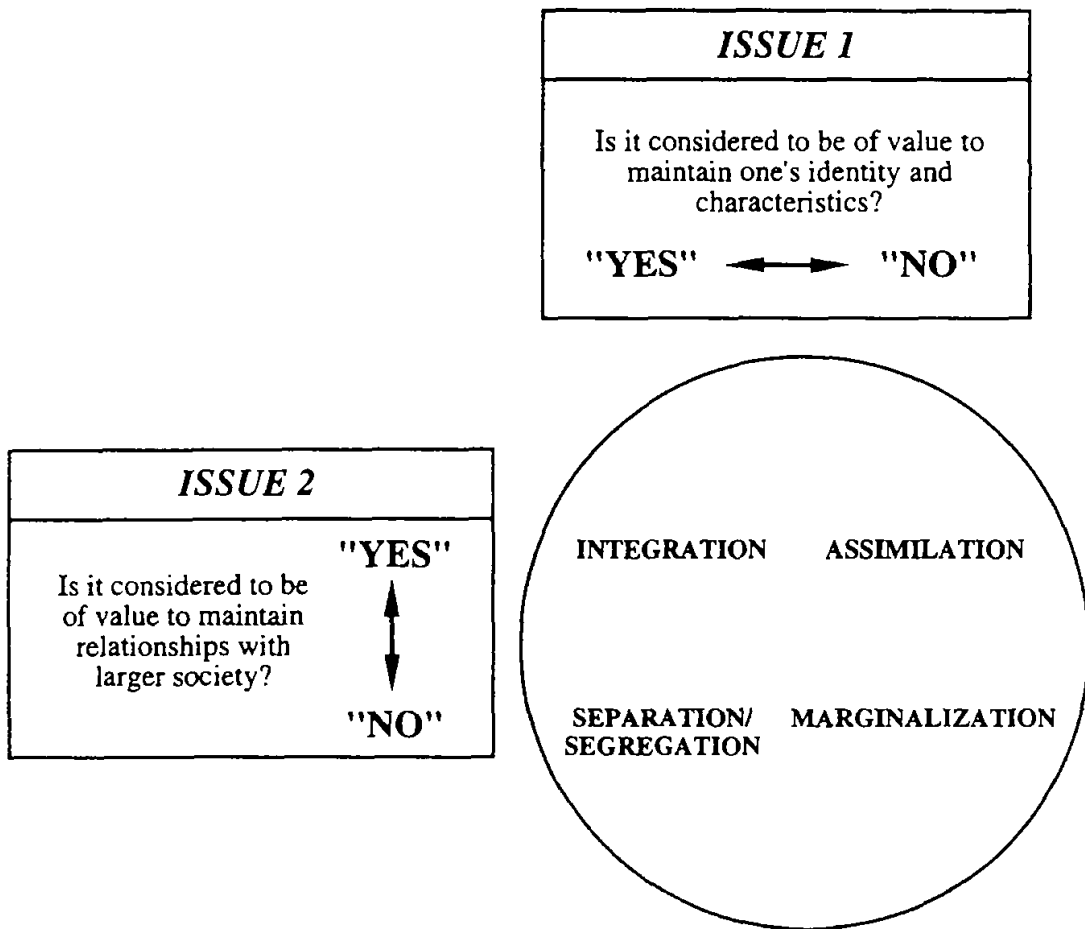 ISSUE 1
Is it considered to be of value to
maintain one's identity and
characteristics?
"YES" "NO"
ISSUE 2
"YES"
Is it considered to be
of value to maintain
relationships with
larger society?
"NO"
INTEGRATION ASSIMILATION
SEPARATION/ MARGINALIZATION
SEGREGATION